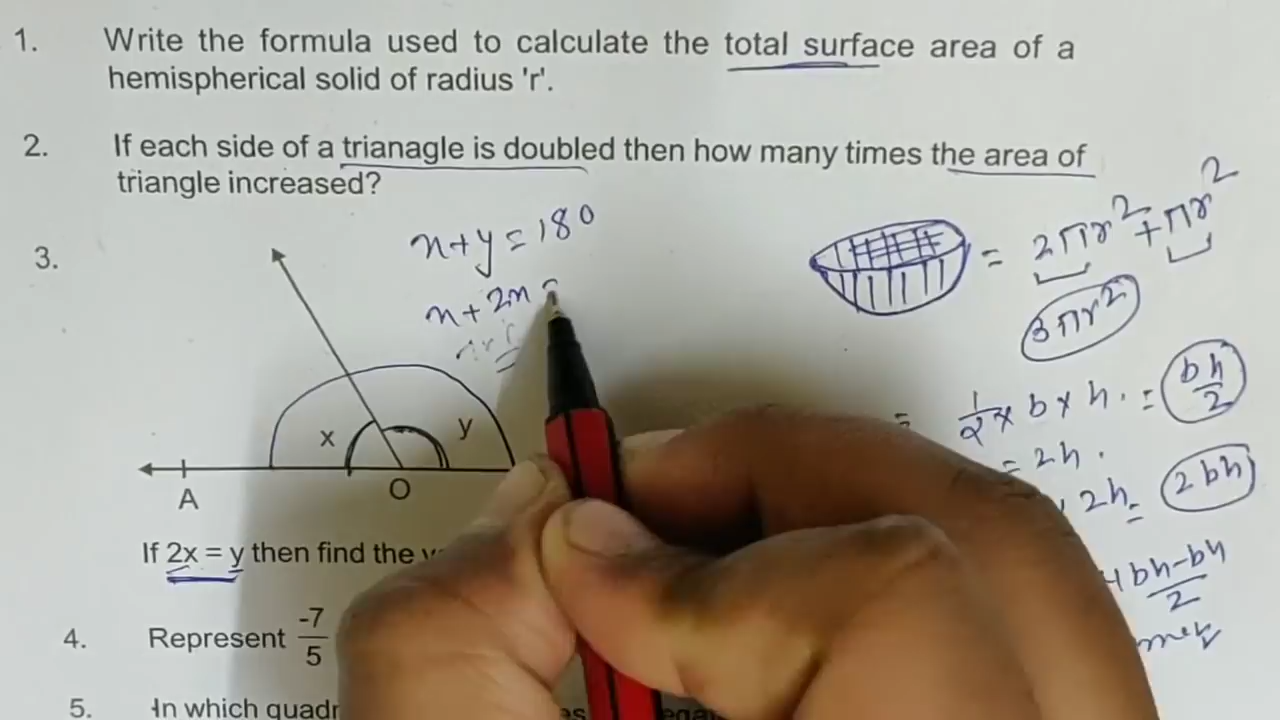 1. Write the formula used to calculate the total surface area of a
hemispherical solid of radius 'r'.
2. If each side of a trianagle is doubled then how many times the area of
triangle increased?
x+y=180
x+2x=
= 2πr²+πr²
3πr²
3.
x y
A O
= 1/2 × b × h. = bh/2
= 2h.
2h = 2bh
4bh-bh/2
If 2x = y then find the
4. Represent -7/5
5. In which